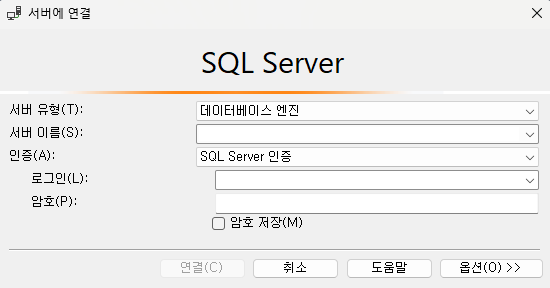 서버에 연결
SQL Server
서버 유형(T): 데이터베이스 엔진
서버 이름(S):
인증(A): SQL Server 인증
로그인(L):
암호(P):
암호 저장(M)
연결(C) 취소 도움말 옵션(O) >>